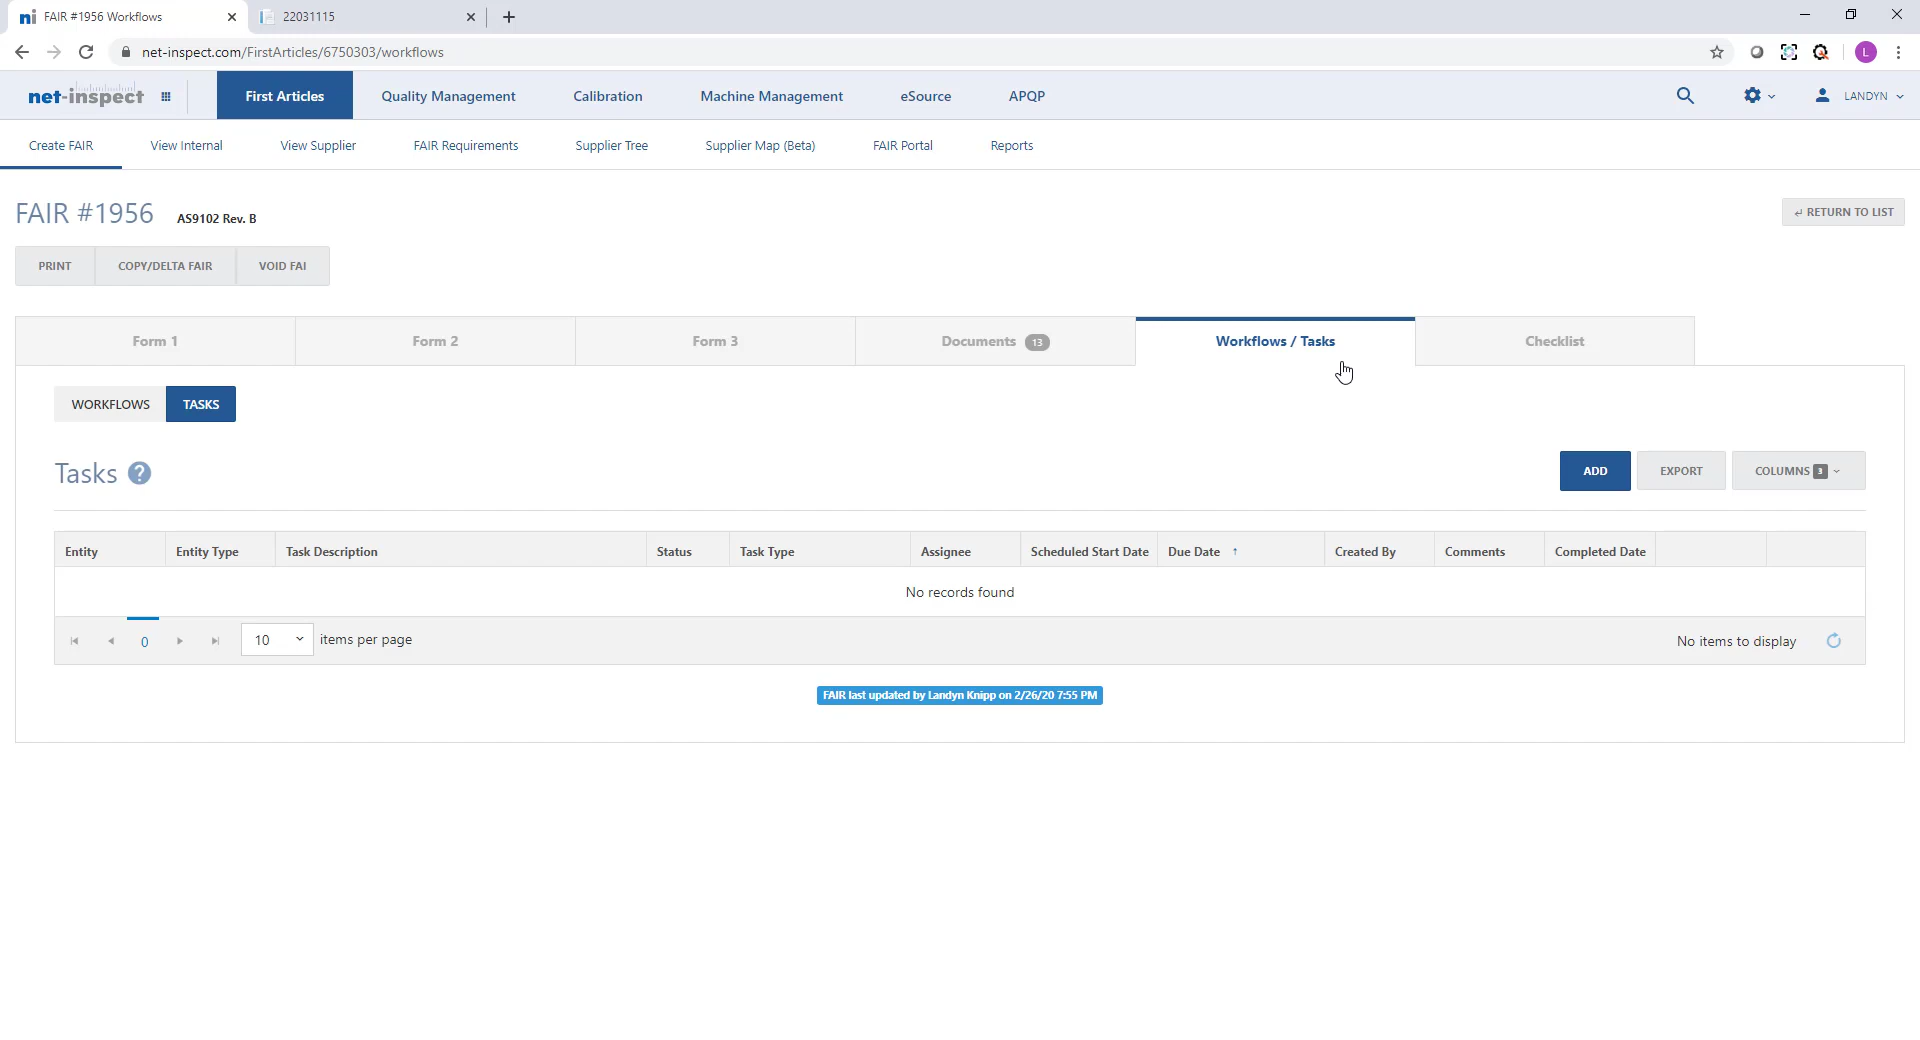 FAIR #1956 Workflows
22031115
net-inspect.com/FirstArticles/6750303/workflows
L
net-inspect
First Articles
Quality Management
Calibration
Machine Management
eSource
APQP
LANDYN
Create FAIR
View Internal
View Supplier
FAIR Requirements
Supplier Tree
Supplier Map (Beta)
FAIR Portal
Reports
FAIR #1956
AS9102 Rev. B
RETURN TO LIST
PRINT
COPY/DELTA FAIR
VOID FAI
Form 1
Form 2
Form 3
Documents 13
Workflows / Tasks
Checklist
WORKFLOWS
TASKS
Tasks ?
ADD
EXPORT
COLUMNS 3
Entity
Entity Type
Task Description
Status
Task Type
Assignee
Scheduled Start Date
Due Date ↑
Created By
Comments
Completed Date
No records found
0
10
items per page
No items to display
FAIR last updated by Landyn Knipp on 2/26/20 7:55 PM